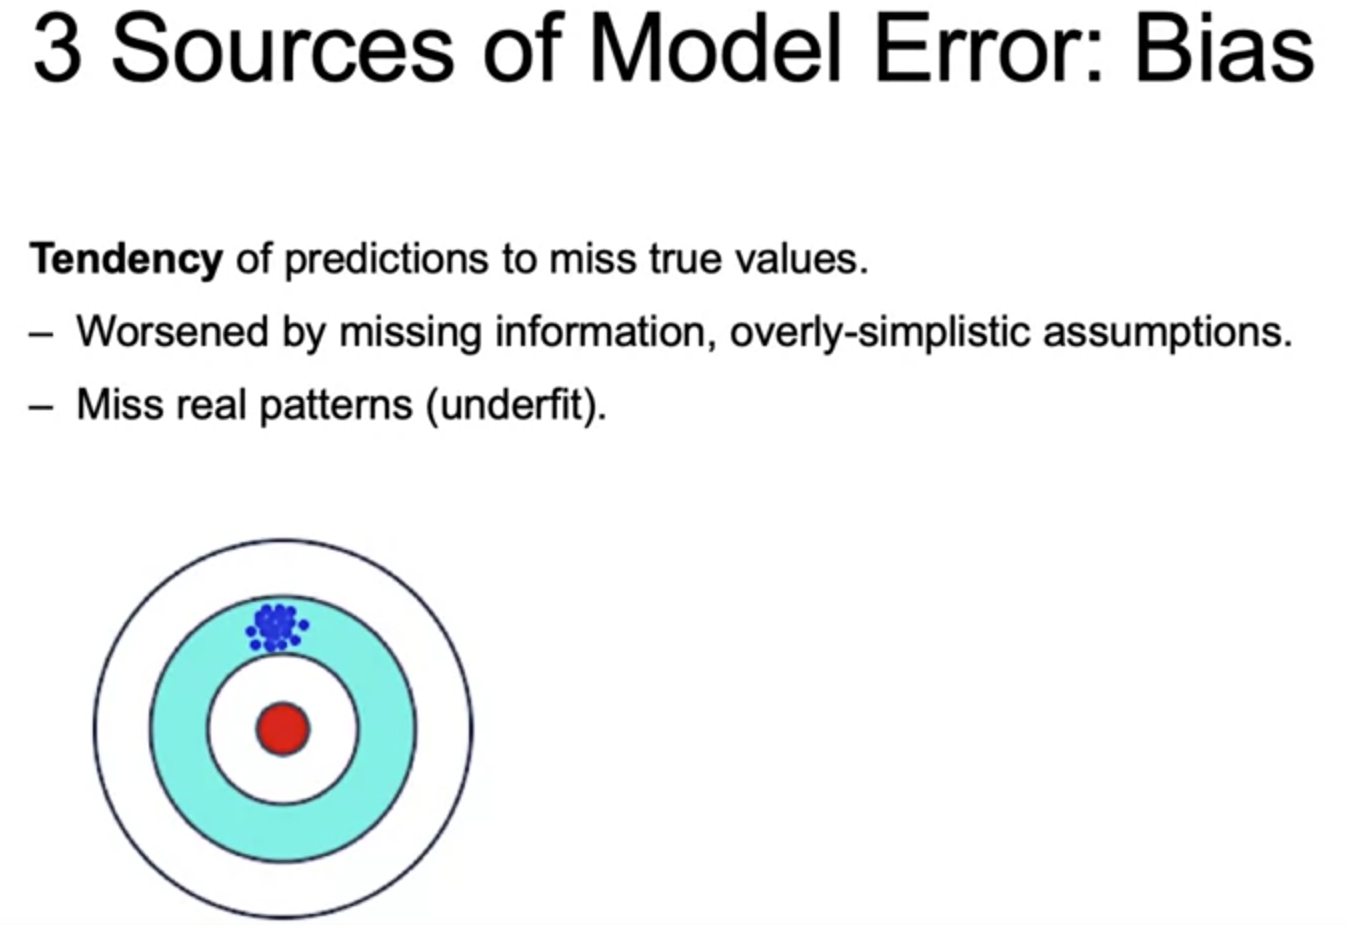 3 Sources of Model Error: Bias
Tendency of predictions to miss true values.
– Worsened by missing information, overly-simplistic assumptions.
– Miss real patterns (underfit).